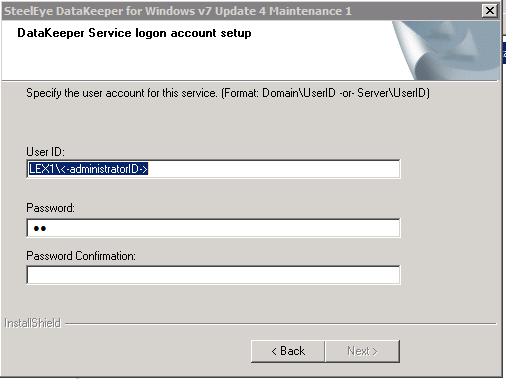 SteelEye DataKeeper for Windows v7 Update 4 Maintenance 1
DataKeeper Service logon account setup
Specify the user account for this service. (Format: Domain\UserID -or- Server\UserID)
User ID:
LEX1\<-administratorID->
Password:
••
Password Confirmation:
InstallShield
< Back
Next >